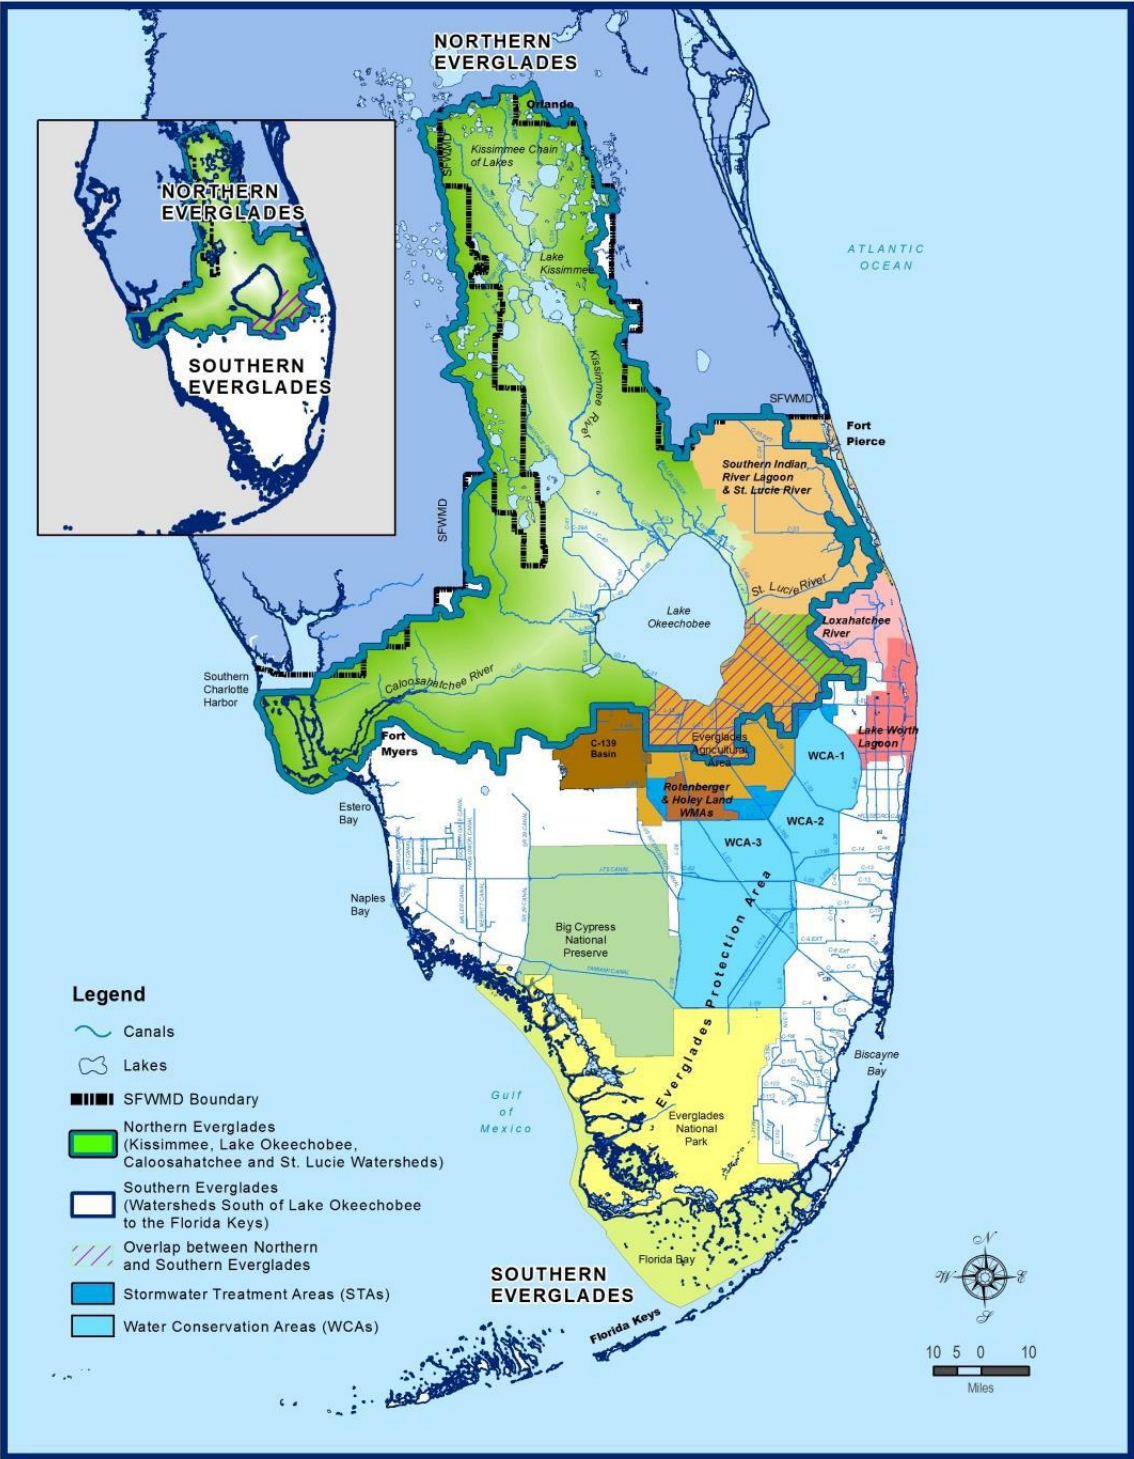 NORTHERN
EVERGLADES
Orlando
SFWMD
Kissimmee Chain
of Lakes
Lake
Kissimmee
Kissimmee River
ATLANTIC
OCEAN
NORTHERN
EVERGLADES
SOUTHERN
EVERGLADES
SFWMD
Fort
Pierce
Southern Indian
River Lagoon
& St. Lucie River
SFWMD
St. Lucie River
Lake
Okeechobee
Loxahatchee
River
Caloosahatchee River
Southern
Charlotte
Harbor
Fort
Myers
C-139
Basin
Everglades
Agricultural
Area
WCA-1
Lake Worth
Lagoon
Rotenberger
& Holey Land
WMAs
WCA-2
WCA-3
Estero
Bay
Naples
Bay
Big Cypress
National
Preserve
Everglades Protection Area
Everglades
National
Park
Biscayne
Bay
Gulf
of
Mexico
Florida Bay
SOUTHERN
EVERGLADES
Florida Keys
Legend
Canals
Lakes
SFWMD Boundary
Northern Everglades
(Kissimmee, Lake Okeechobee,
Caloosahatchee and St. Lucie Watersheds)
Southern Everglades
(Watersheds South of Lake Okeechobee
to the Florida Keys)
Overlap between Northern
and Southern Everglades
Stormwater Treatment Areas (STAs)
Water Conservation Areas (WCAs)
N
W
E
S
10 5 0 10
Miles